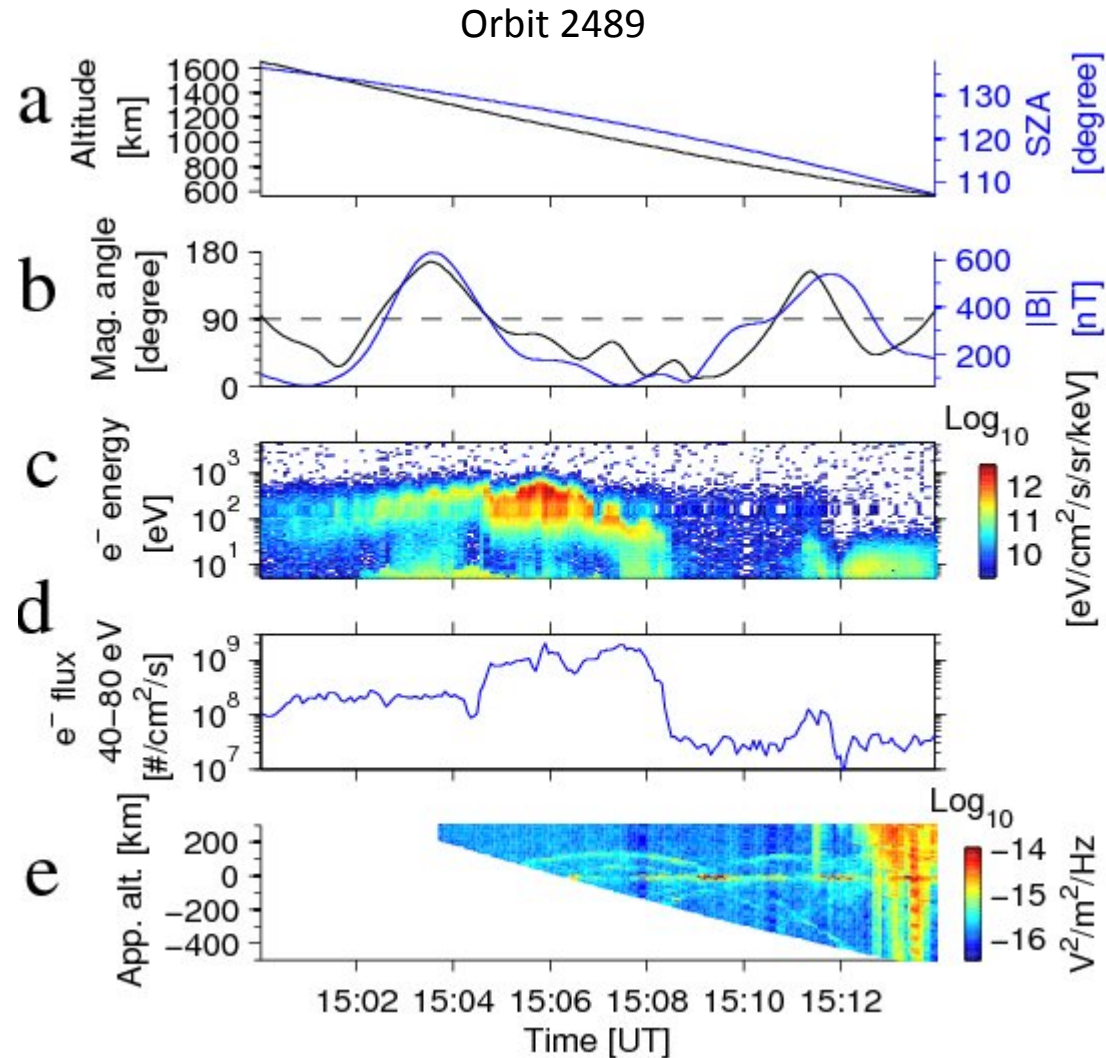 Orbit 2489
a
Altitude
[km]
1600
1400
1200
1000
800
600
130
120
110
SZA
[degree]
b
Mag. angle
[degree]
180
90
0
600
400
200
|B|
[nT]
c
e⁻ energy
[eV]
10³
10²
10¹
Log₁₀
12
11
10
[eV/cm²/s/sr/keV]
d
e⁻ flux
40−80 eV
[#/cm²/s]
10⁹
10⁸
10⁷
e
App. alt. [km]
200
0
−200
−400
Log₁₀
−14
−15
−16
V²/m²/Hz
15:02 15:04 15:06 15:08 15:10 15:12
Time [UT]